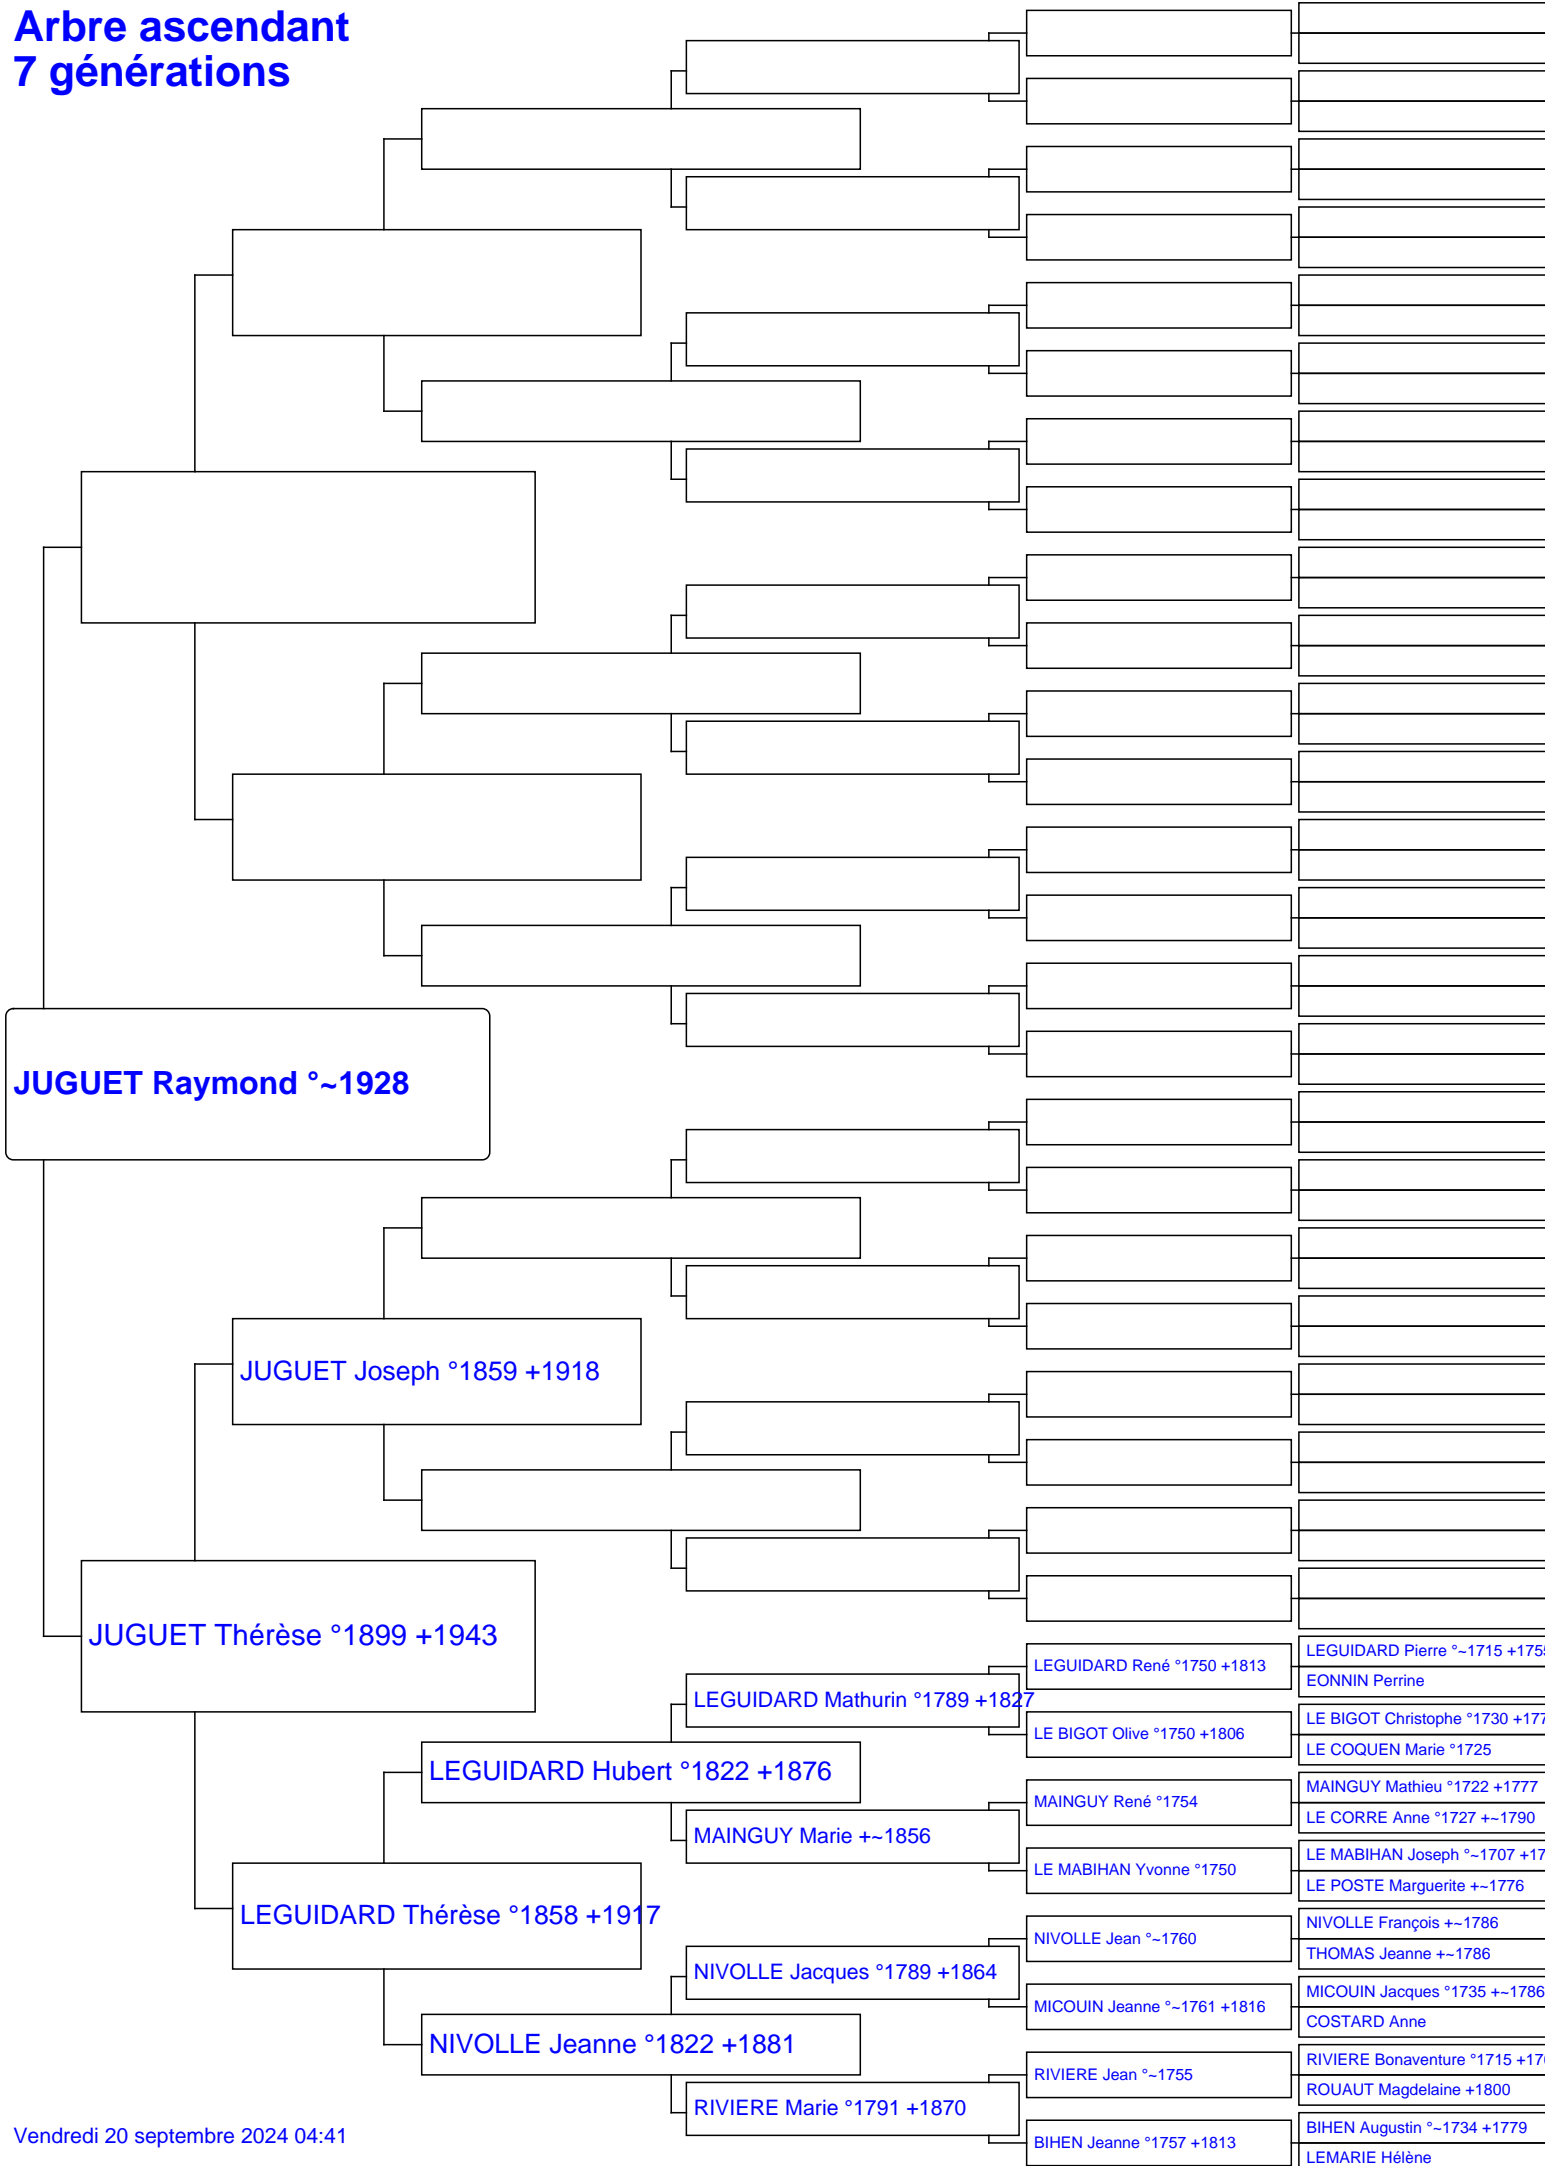 Arbre ascendant
7 générations
JUGUET Raymond °~1928
JUGUET Joseph °1859 +1918
JUGUET Thérèse °1899 +1943
LEGUIDARD Pierre °~1715 +1755
LEGUIDARD René °1750 +1813
EONNIN Perrine
LEGUIDARD Mathurin °1789 +1827
LE BIGOT Christophe °1730 +177
LE BIGOT Olive °1750 +1806
LE COQUEN Marie °1725
LEGUIDARD Hubert °1822 +1876
MAINGUY Mathieu °1722 +1777
MAINGUY René °1754
LE CORRE Anne °1727 +~1790
MAINGUY Marie +~1856
LE MABIHAN Joseph °~1707 +17
LE MABIHAN Yvonne °1750
LE POSTE Marguerite +~1776
LEGUIDARD Thérèse °1858 +1917
NIVOLLE François +~1786
NIVOLLE Jean °~1760
THOMAS Jeanne +~1786
NIVOLLE Jacques °1789 +1864
MICOUIN Jacques °1735 +~1786
MICOUIN Jeanne °~1761 +1816
COSTARD Anne
NIVOLLE Jeanne °1822 +1881
RIVIERE Bonaventure °1715 +176
RIVIERE Jean °~1755
ROUAUT Magdelaine +1800
RIVIERE Marie °1791 +1870
BIHEN Augustin °~1734 +1779
BIHEN Jeanne °1757 +1813
LEMARIE Hélène
Vendredi 20 septembre 2024 04:41